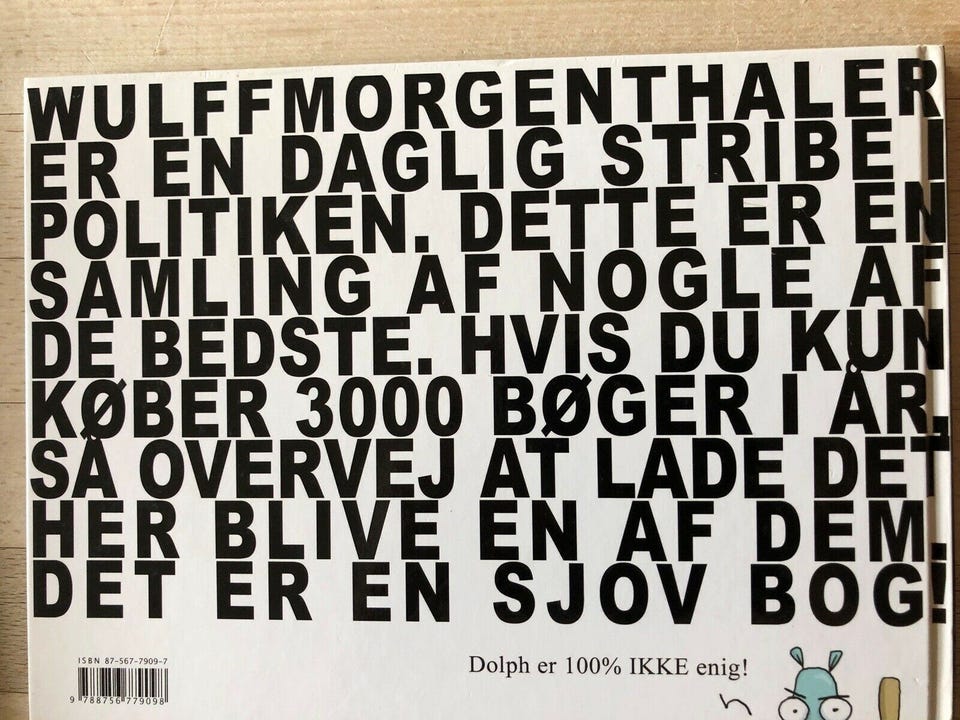 WULFFMORGENTHALER
ER EN DAGLIG STRIBE I
POLITIKEN. DETTE ER EN
SAMLING AF NOGLE AF
DE BEDSTE. HVIS DU KUN
KØBER 3000 BØGER I ÅR,
SÅ OVERVEJ AT LADE DET
HER BLIVE EN AF DEM.
DET ER EN SJOV BOG!
ISBN 87-567-7909-7
9 788756 779098
Dolph er 100% IKKE enig!